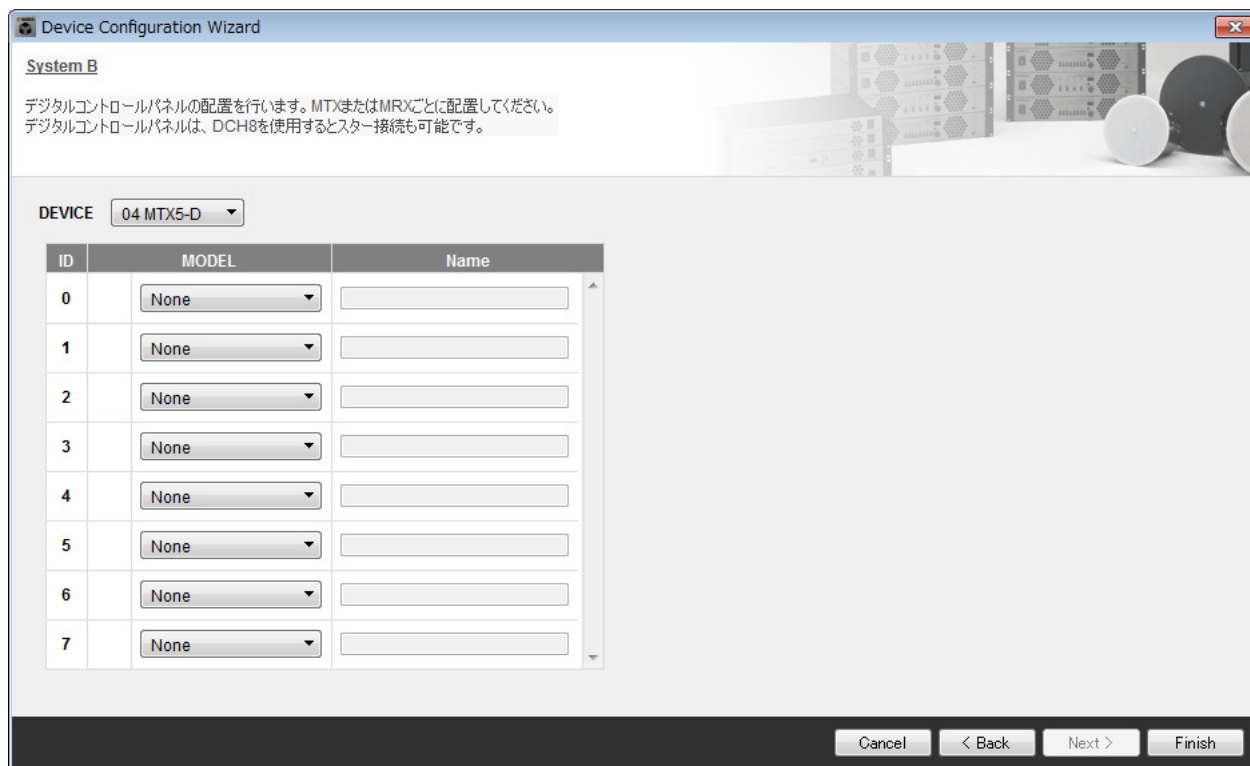 Device Configuration Wizard
System B
デジタルコントロールパネルの配置を行います。MTXまたはMRXごとに配置してください。
デジタルコントロールパネルは、DCH8を使用するとスター接続も可能です。
DEVICE 04 MTX5-D
ID MODEL Name
0 None
1 None
2 None
3 None
4 None
5 None
6 None
7 None
Cancel < Back Next > Finish